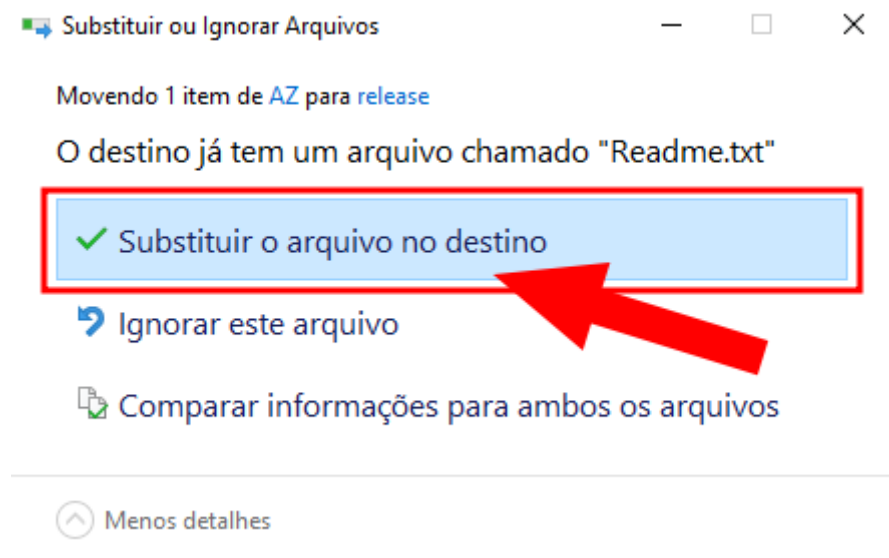 Substituir ou Ignorar Arquivos
Movendo 1 item de AZ para release
O destino já tem um arquivo chamado "Readme.txt"
Substituir o arquivo no destino
Ignorar este arquivo
Comparar informações para ambos os arquivos
Menos detalhes